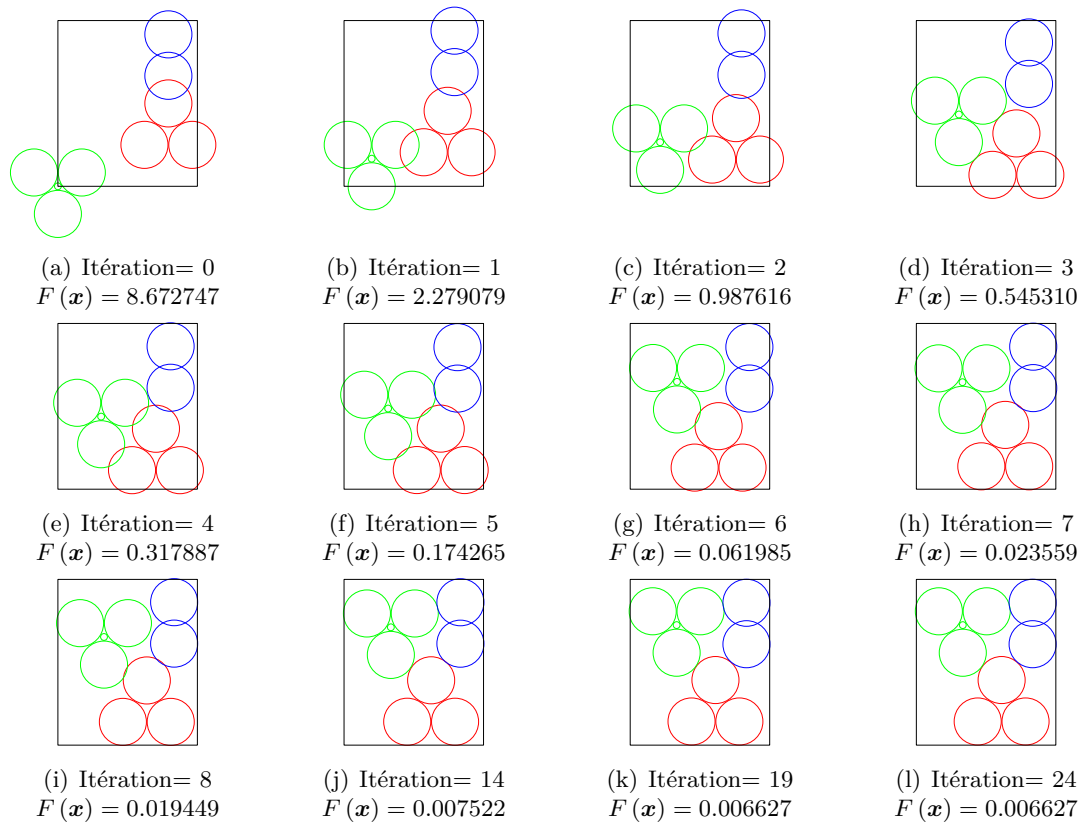 (a) Itération= 0
F (x) = 8.672747
(b) Itération= 1
F (x) = 2.279079
(c) Itération= 2
F (x) = 0.987616
(d) Itération= 3
F (x) = 0.545310
(e) Itération= 4
F (x) = 0.317887
(f) Itération= 5
F (x) = 0.174265
(g) Itération= 6
F (x) = 0.061985
(h) Itération= 7
F (x) = 0.023559
(i) Itération= 8
F (x) = 0.019449
(j) Itération= 14
F (x) = 0.007522
(k) Itération= 19
F (x) = 0.006627
(l) Itération= 24
F (x) = 0.006627